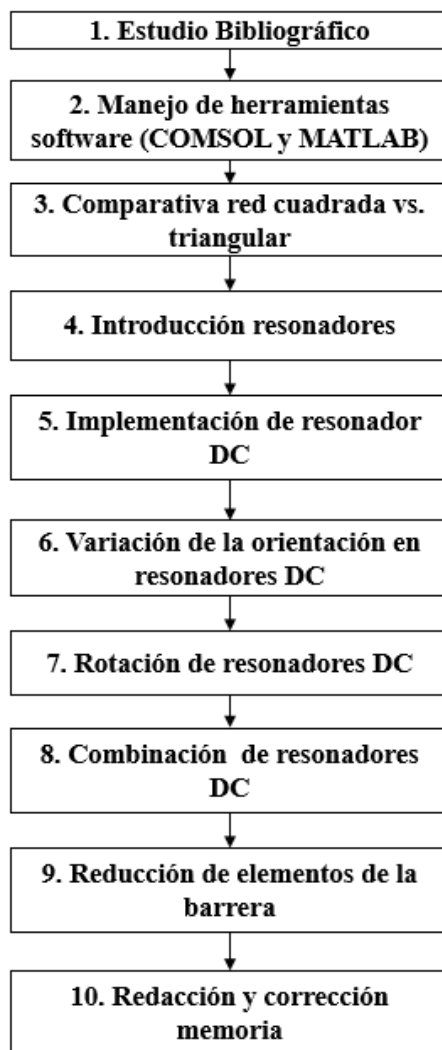 1. Estudio Bibliográfico
2. Manejo de herramientas
software (COMSOL y MATLAB)
3. Comparativa red cuadrada vs.
triangular
4. Introducción resonadores
5. Implementación de resonador
DC
6. Variación de la orientación en
resonadores DC
7. Rotación de resonadores DC
8. Combinación de resonadores
DC
9. Reducción de elementos de la
barrera
10. Redacción y corrección
memoria